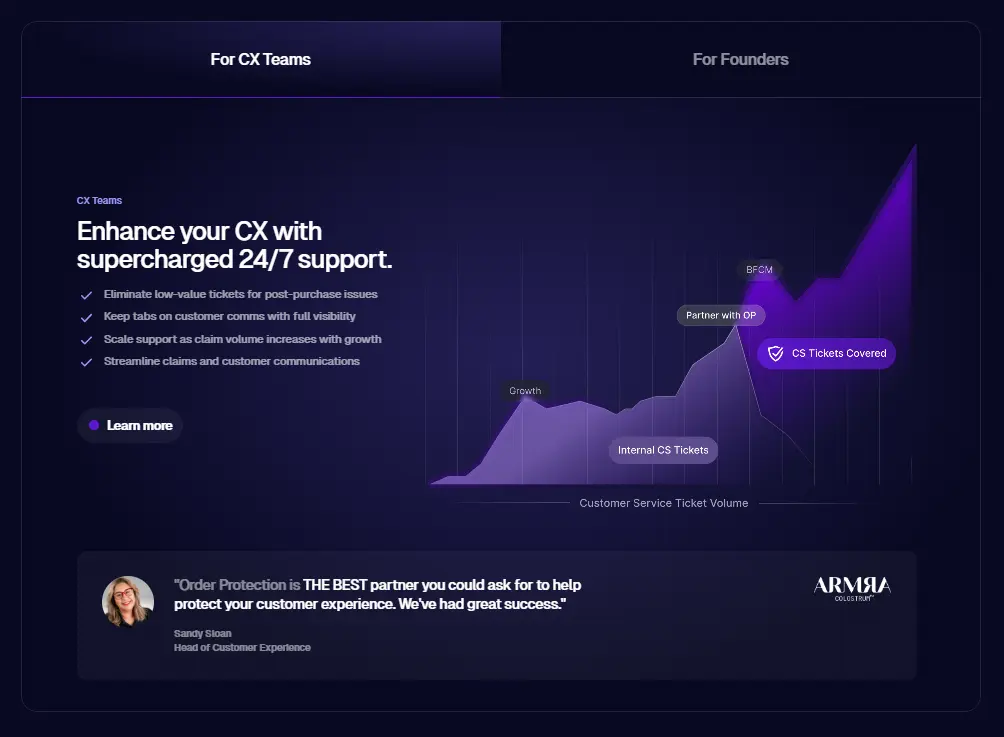 For CX Teams
For Founders
CX Teams
Enhance your CX with
supercharged 24/7 support.
Eliminate low-value tickets for post-purchase issues
Keep tabs on customer comms with full visibility
Scale support as claim volume increases with growth
Streamline claims and customer communications
Learn more
BFCM
Partner with OP
CS Tickets Covered
Growth
Internal CS Tickets
Customer Service Ticket Volume
"Order Protection is THE BEST partner you could ask for to help
protect your customer experience. We've had great success."
Sandy Sloan
Head of Customer Experience
ARMRA
COLOSTRUM™